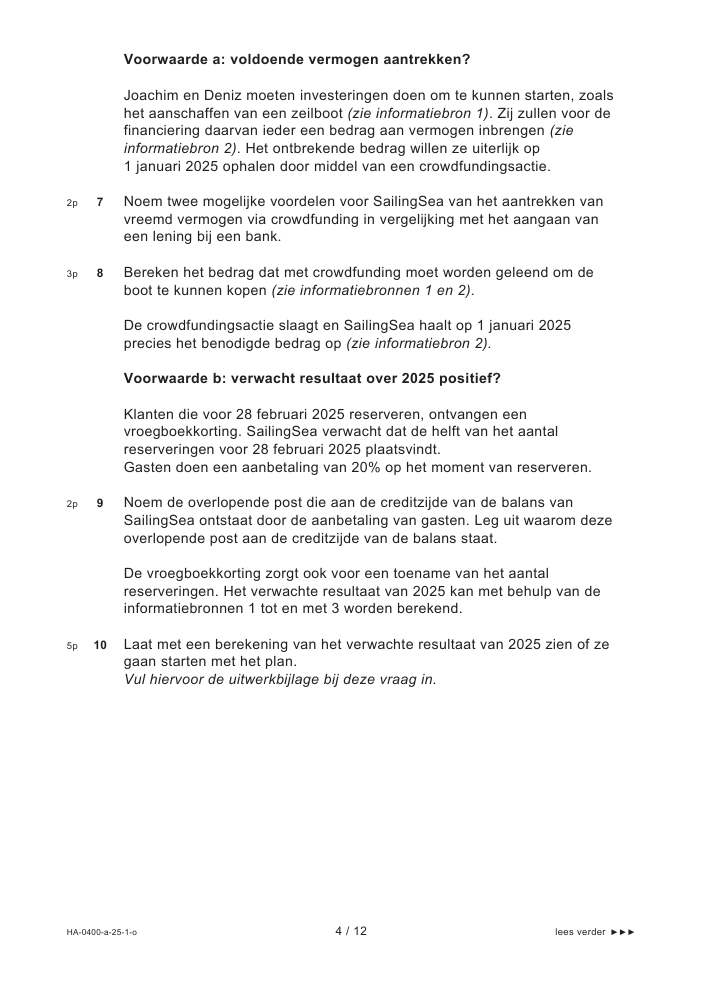 Voorwaarde a: voldoende vermogen aantrekken?
Joachim en Deniz moeten investeringen doen om te kunnen starten, zoals
het aanschaffen van een zeilboot (zie informatiebron 1). Zij zullen voor de
financiering daarvan ieder een bedrag aan vermogen inbrengen (zie
informatiebron 2). Het ontbrekende bedrag willen ze uiterlijk op
1 januari 2025 ophalen door middel van een crowdfundingsactie.
2p 7 Noem twee mogelijke voordelen voor SailingSea van het aantrekken van
vreemd vermogen via crowdfunding in vergelijking met het aangaan van
een lening bij een bank.
3p 8 Bereken het bedrag dat met crowdfunding moet worden geleend om de
boot te kunnen kopen (zie informatiebronnen 1 en 2).
De crowdfundingsactie slaagt en SailingSea haalt op 1 januari 2025
precies het benodigde bedrag op (zie informatiebron 2).
Voorwaarde b: verwacht resultaat over 2025 positief?
Klanten die voor 28 februari 2025 reserveren, ontvangen een
vroegboekkorting. SailingSea verwacht dat de helft van het aantal
reserveringen voor 28 februari 2025 plaatsvindt.
Gasten doen een aanbetaling van 20% op het moment van reserveren.
2p 9 Noem de overlopende post die aan de creditzijde van de balans van
SailingSea ontstaat door de aanbetaling van gasten. Leg uit waarom deze
overlopende post aan de creditzijde van de balans staat.
De vroegboekkorting zorgt ook voor een toename van het aantal
reserveringen. Het verwachte resultaat van 2025 kan met behulp van de
informatiebronnen 1 tot en met 3 worden berekend.
5p 10 Laat met een berekening van het verwachte resultaat van 2025 zien of ze
gaan starten met het plan.
Vul hiervoor de uitwerkbijlage bij deze vraag in.
HA-0400-a-25-1-o 4 / 12 lees verder ►►►